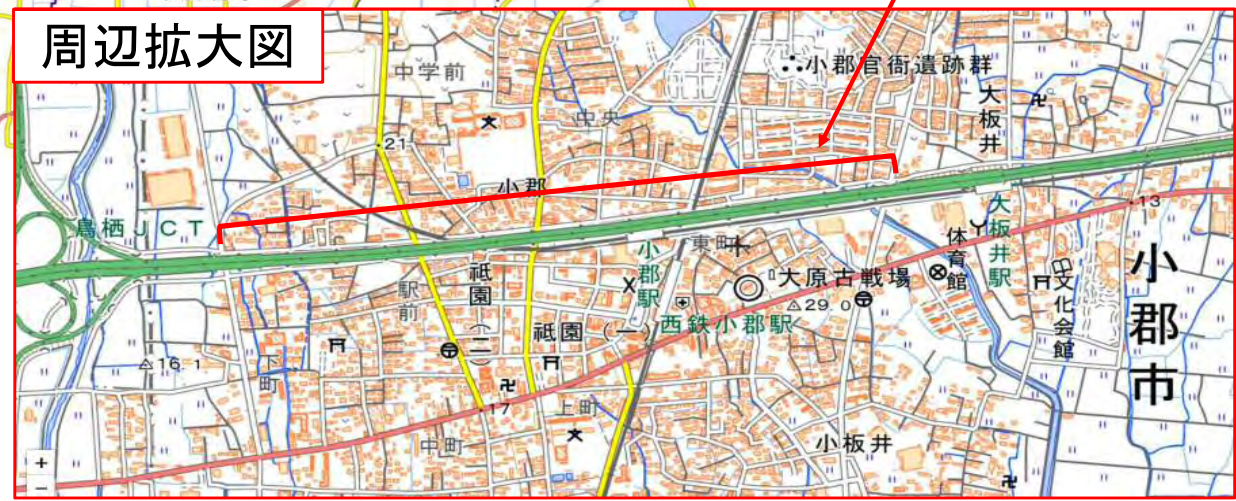 周辺拡大図
中学前
小郡官衙遺跡群
大板井
中央
21
小郡
鳥栖JCT
13
東町
小郡駅
大板井駅
体育館
祇園(二)
駅前
大原古戦場
29.0
文化会館
小郡市
祇園(一)
西鉄小郡駅
16.1
下町
17
上町
中町
小板井
+
−